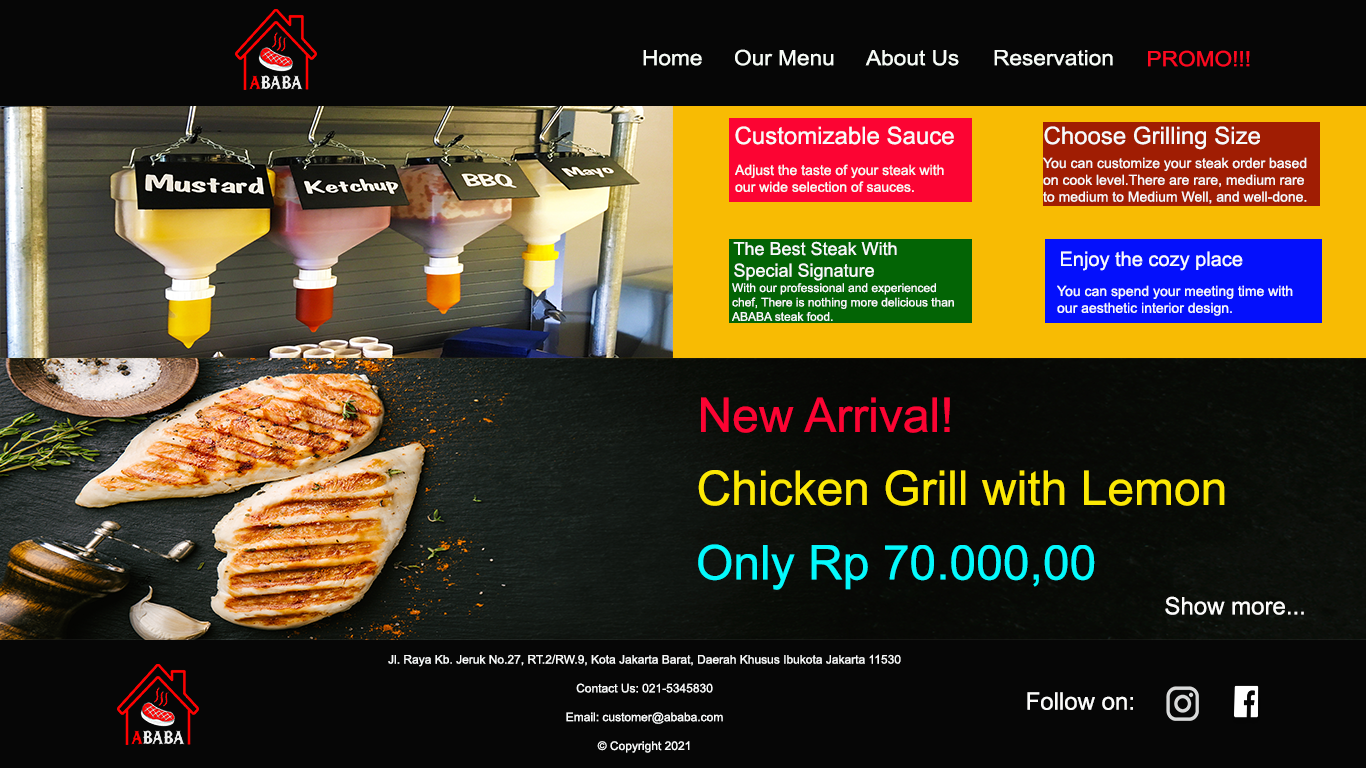 ABABA
Home Our Menu About Us Reservation PROMO!!!
Mustard
Ketchup
BBQ
Mayo
Customizable Sauce
Adjust the taste of your steak with
our wide selection of sauces.
Choose Grilling Size
You can customize your steak order based
on cook level.There are rare, medium rare
to medium to Medium Well, and well-done.
The Best Steak With
Special Signature
With our professional and experienced
chef, There is nothing more delicious than
ABABA steak food.
Enjoy the cozy place
You can spend your meeting time with
our aesthetic interior design.
New Arrival!
Chicken Grill with Lemon
Only Rp 70.000,00
Show more...
ABABA
Jl. Raya Kb. Jeruk No.27, RT.2/RW.9, Kota Jakarta Barat, Daerah Khusus Ibukota Jakarta 11530
Contact Us: 021-5345830
Email: customer@ababa.com
© Copyright 2021
Follow on: